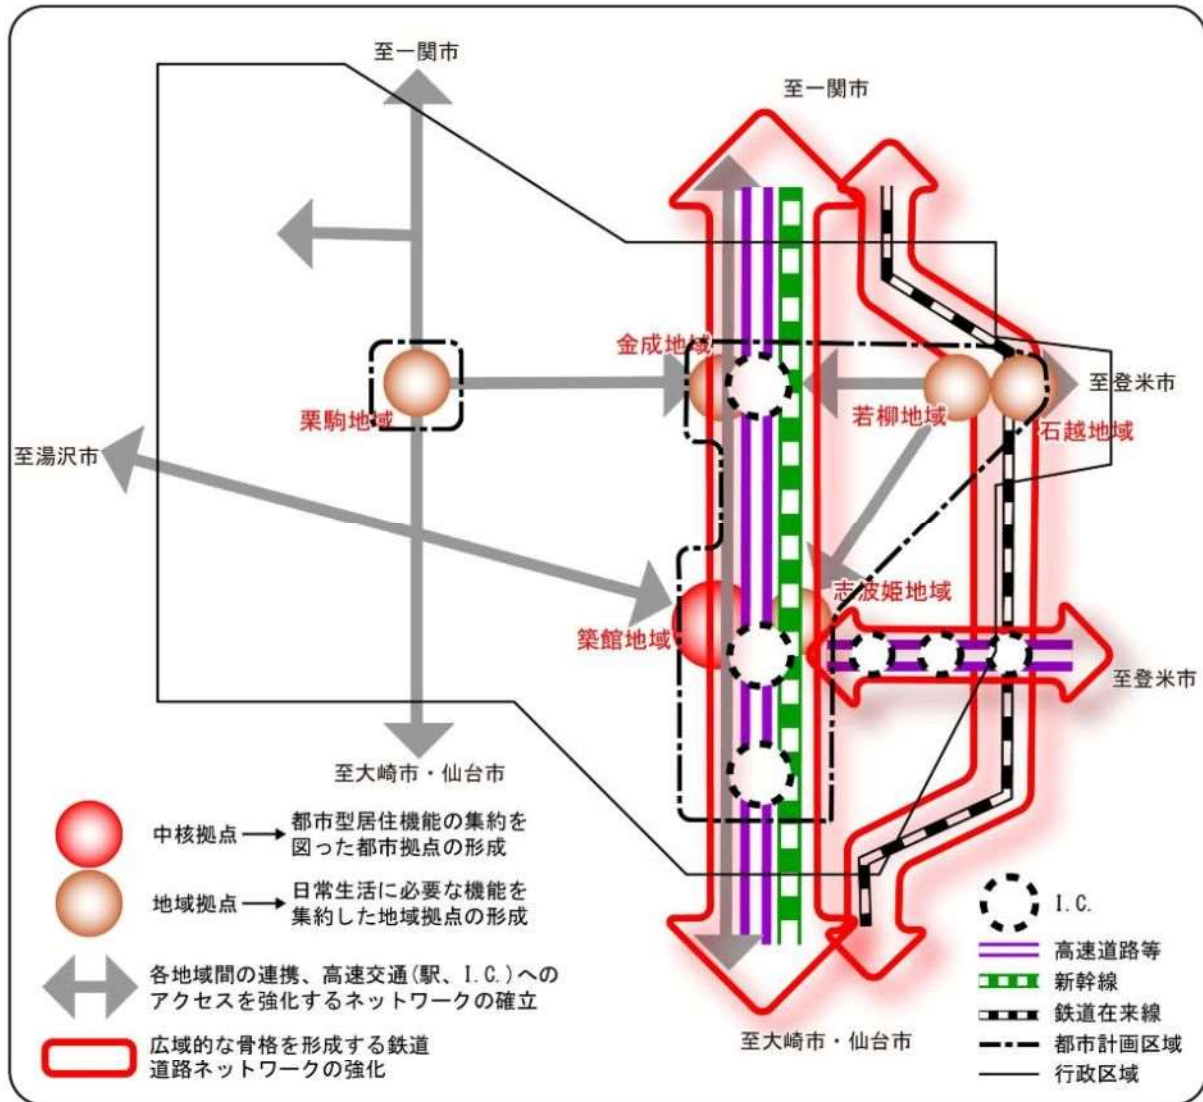 至一関市
至一関市
金成地域
栗駒地域
若柳地域
至登米市
石越地域
至湯沢市
志波姫地域
築館地域
至登米市
至大崎市・仙台市
中核拠点
都市型居住機能の集約を
図った都市拠点の形成
地域拠点
日常生活に必要な機能を
集約した地域拠点の形成
各地域間の連携、高速交通(駅、I.C.)への
アクセスを強化するネットワークの確立
広域的な骨格を形成する鉄道
道路ネットワークの強化
至大崎市・仙台市
I.C.
高速道路等
新幹線
鉄道在来線
都市計画区域
行政区域